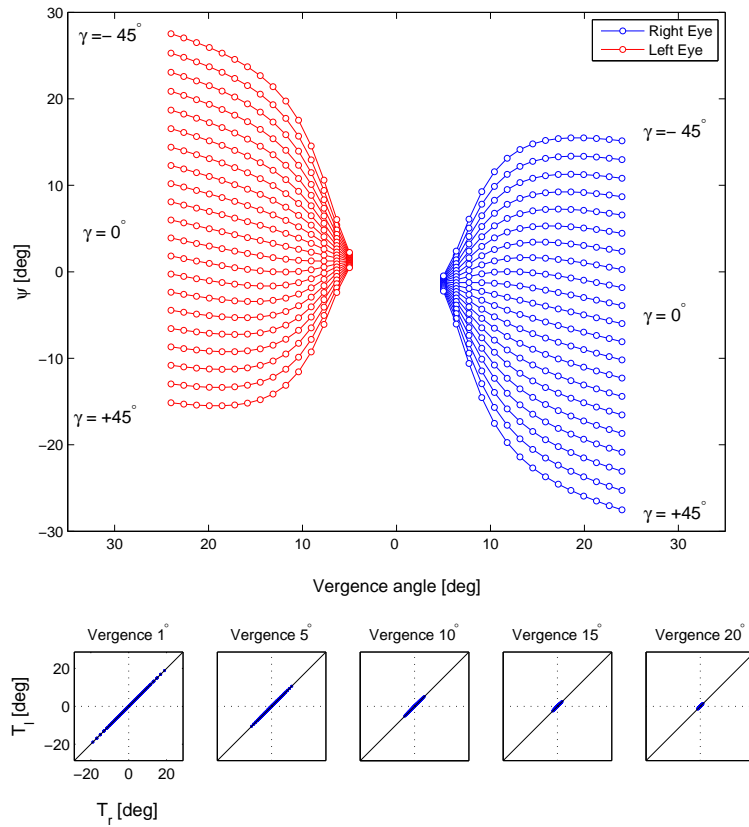 γ = − 45°
γ = 0°
γ = +45°
Right Eye
Left Eye
γ = − 45°
γ = 0°
γ = +45°
30
20
10
0
−10
−20
−30
ψ [deg]
30 20 10 0 10 20 30
Vergence angle [deg]
Vergence 1° Vergence 5° Vergence 10° Vergence 15° Vergence 20°
20
0
−20
T_l [deg]
−20 0 20
T_r [deg]